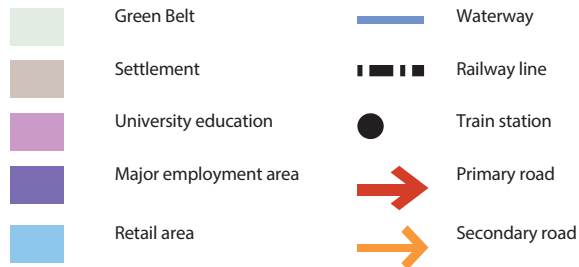 Green Belt
Waterway
Settlement
Railway line
University education
Train station
Major employment area
Primary road
Retail area
Secondary road